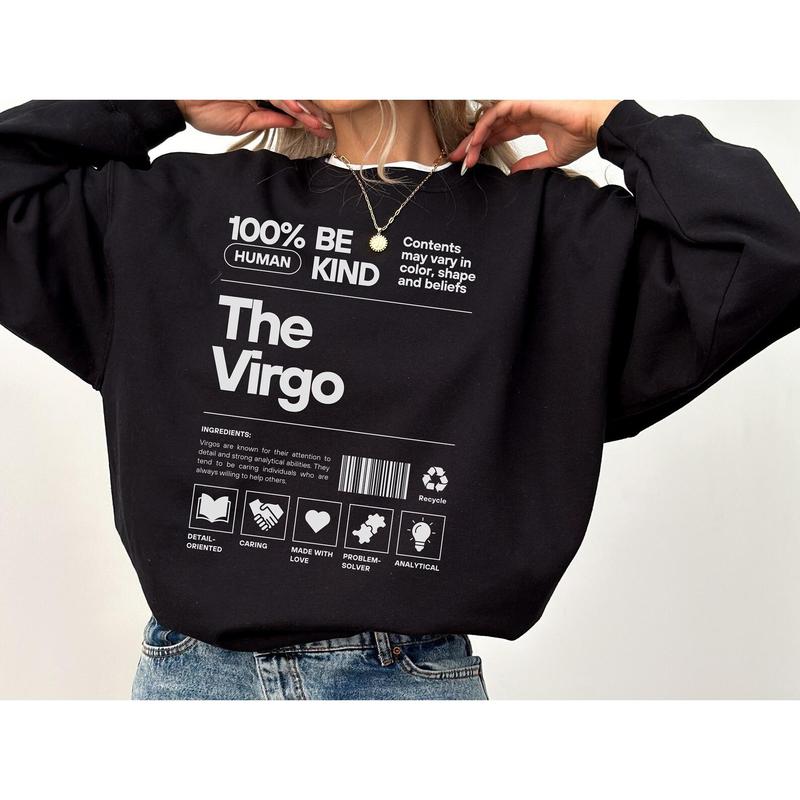 100% BE
HUMAN
KIND
Contents
may vary in
color, shape
and beliefs
The
Virgo
INGREDIENTS:
Virgos are known for their attention to
detail and strong analytical abilities. They
tend to be caring individuals who are
always willing to help others.
Recycle
DETAIL-
ORIENTED
CARING
MADE WITH
LOVE
PROBLEM-
SOLVER
ANALYTICAL